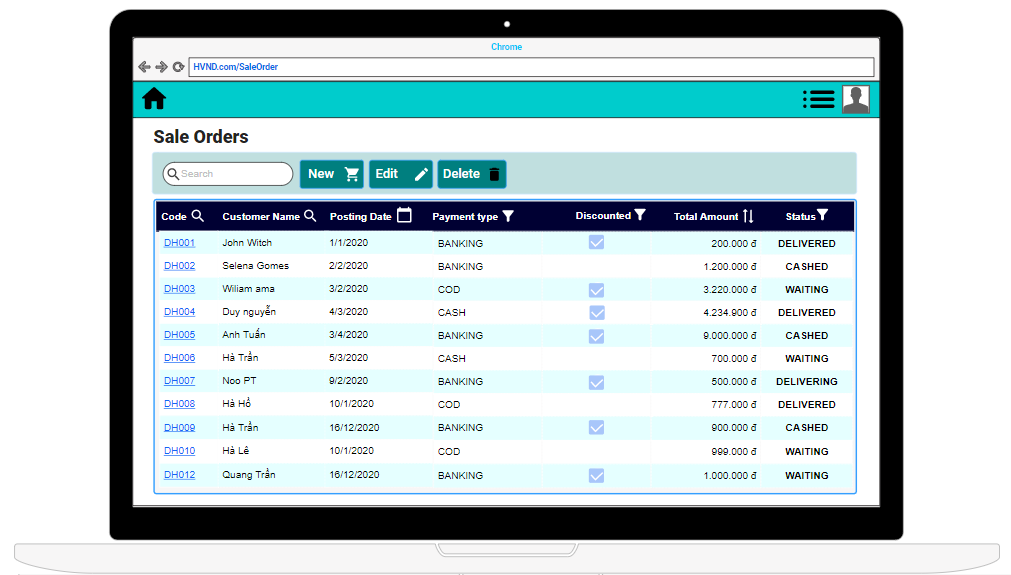 Chrome
HVND.com/SaleOrder
Sale Orders
Search New Edit Delete
Code Customer Name Posting Date Payment type Discounted Total Amount Status
DH001 John Witch 1/1/2020 BANKING 200.000 đ DELIVERED
DH002 Selena Gomes 2/2/2020 BANKING 1.200.000 đ CASHED
DH003 Wiliam ama 3/2/2020 COD 3.220.000 đ WAITING
DH004 Duy nguyễn 4/3/2020 CASH 4.234.900 đ DELIVERED
DH005 Anh Tuấn 3/4/2020 BANKING 9.000.000 đ CASHED
DH006 Hà Trần 5/3/2020 CASH 700.000 đ WAITING
DH007 Noo PT 9/2/2020 BANKING 500.000 đ DELIVERING
DH008 Hà Hồ 10/1/2020 COD 777.000 đ DELIVERED
DH009 Hà Trần 16/12/2020 BANKING 900.000 đ CASHED
DH010 Hà Lê 10/1/2020 COD 999.000 đ WAITING
DH012 Quang Trần 16/12/2020 BANKING 1.000.000 đ WAITING